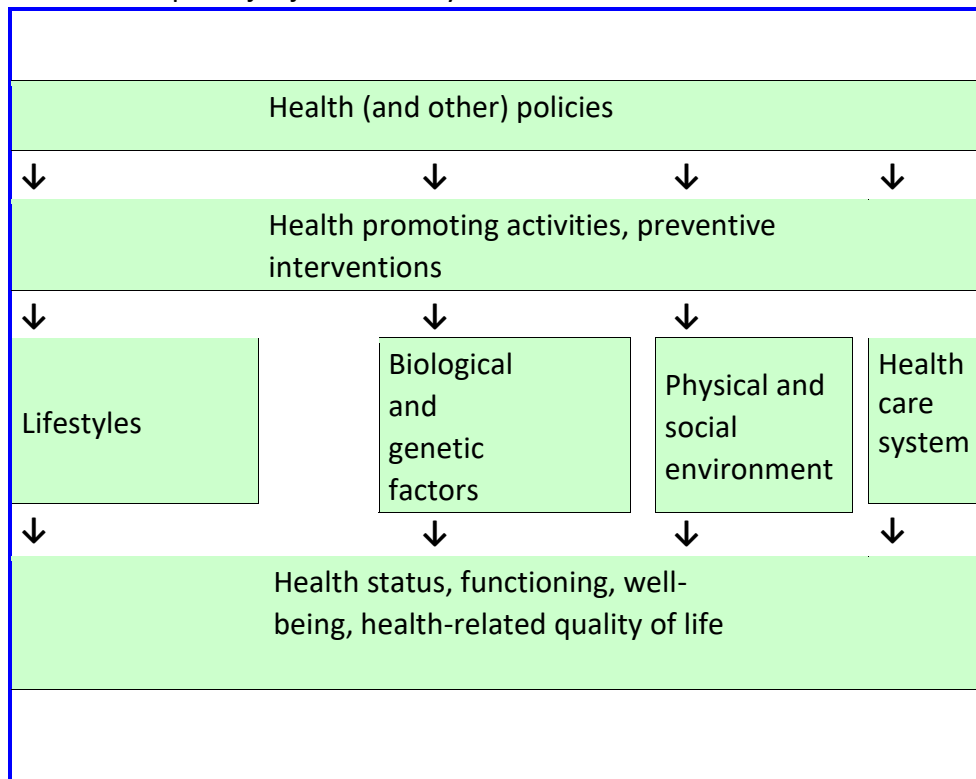 Health (and other) policies
↓ ↓ ↓ ↓
Health promoting activities, preventive
interventions
↓ ↓ ↓
Lifestyles
Biological
and
genetic
factors
Physical and
social
environment
Health
care
system
↓ ↓ ↓ ↓
Health status, functioning, well-
being, health-related quality of life